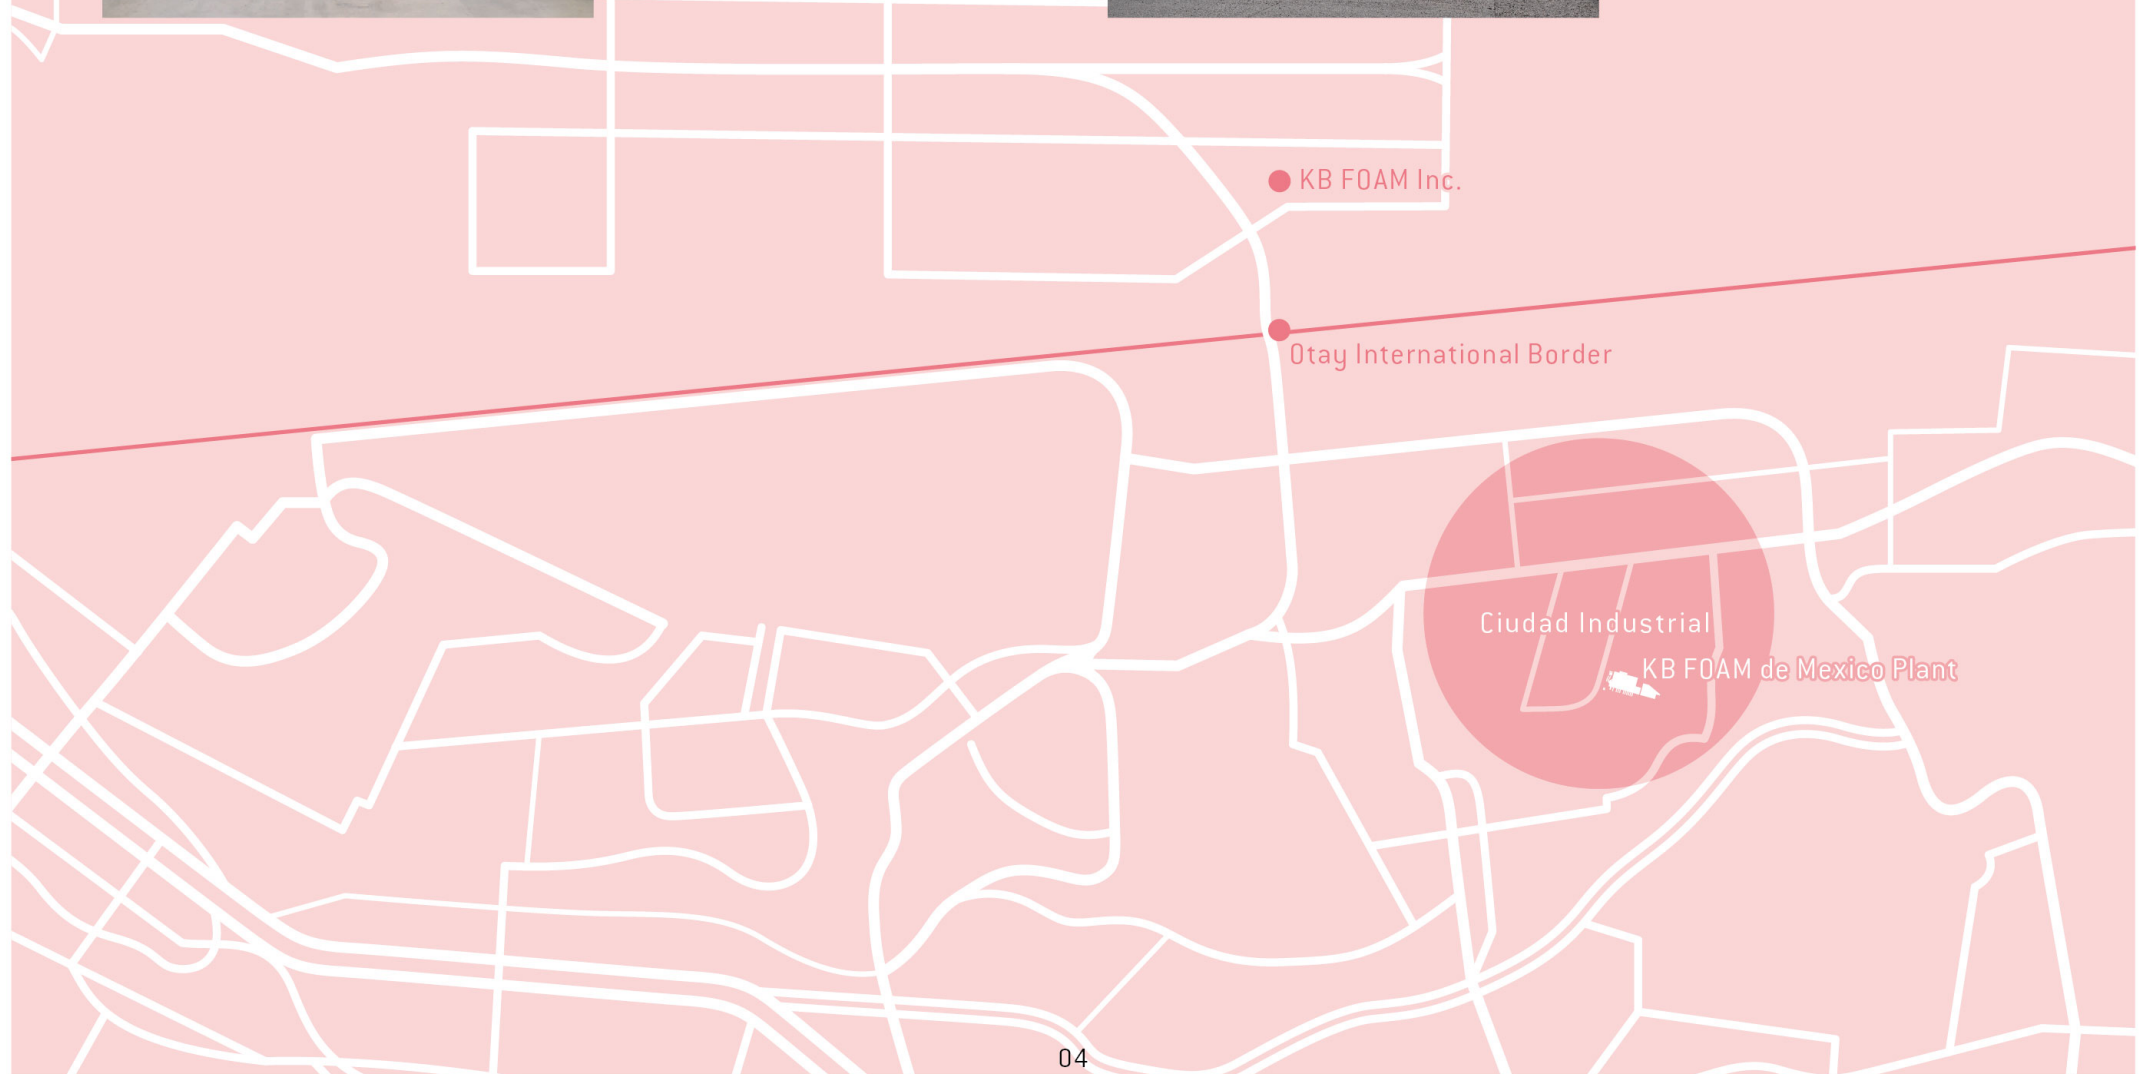 KB FOAM Inc.
Otay International Border
Ciudad Industrial
KB FOAM de Mexico Plant
04